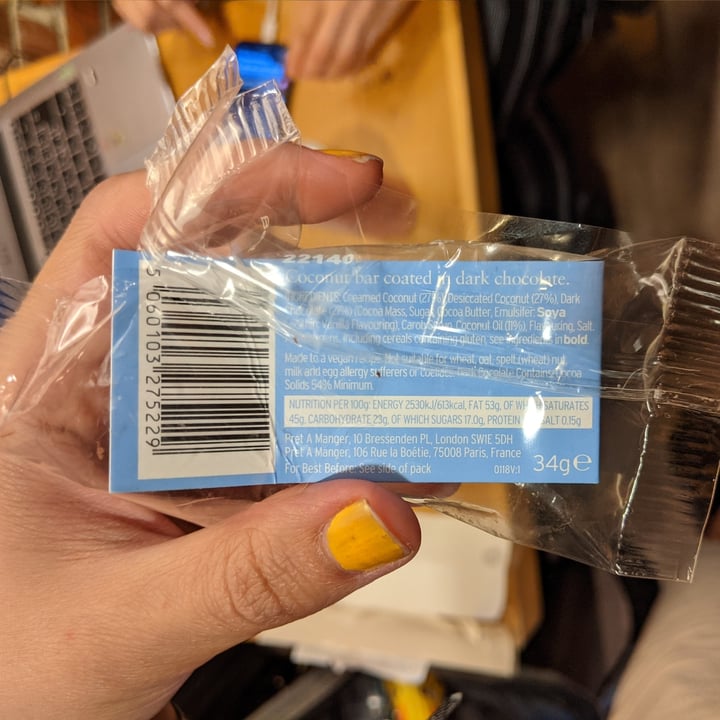 22140
Coconut bar coated in dark chocolate.
Creamed Coconut (27%), Desiccated Coconut (27%), Dark
(Cocoa Mass, Sugar, Cocoa Butter, Emulsifer: Soya
Vanilla Flavouring), Coconut Oil (11%), Flavouring, Salt.
including cereals containing gluten, see ingredients in bold.
Made to a vegan recipe. Not suitable for wheat, oat, spelt (wheat) nut,
milk and egg allergy sufferers or Contains Cocoa
Solids 54% Minimum.
NUTRITION PER 100g: ENERGY 2530kJ/613kcal, FAT 53g, OF WHICH SATURATES
45g, CARBOHYDRATE 23g, OF WHICH SUGARS 17.0g, PROTEIN SALT 0.15g
Pret A Manger, 10 Bressenden PL, London SW1E 5DH
Pret A Manger, 106 Rue la Boétie, 75008 Paris, France
For Best Before: See side of pack 0118V:1 34g℮
5 060103 275229